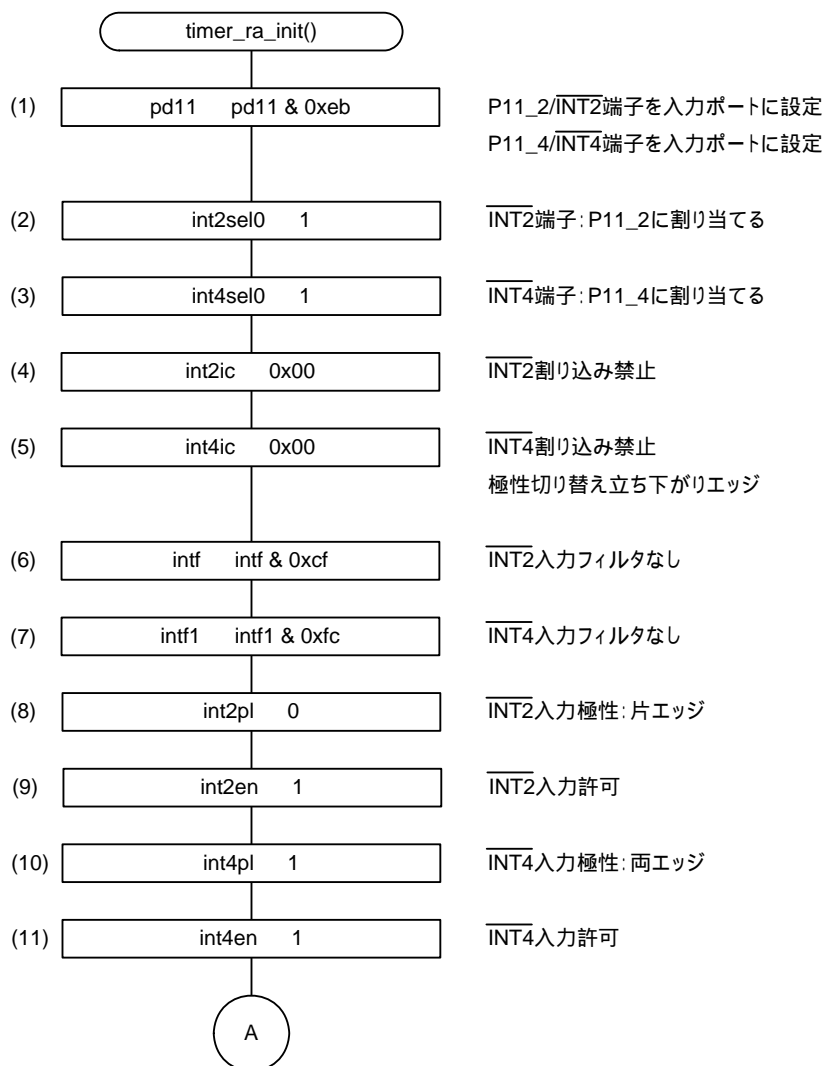 timer_ra_init()
(1) pd11 pd11 & 0xeb P11_2/INT2端子を入力ポートに設定
P11_4/INT4端子を入力ポートに設定
(2) int2sel0 1 INT2端子:P11_2に割り当てる
(3) int4sel0 1 INT4端子:P11_4に割り当てる
(4) int2ic 0x00 INT2割り込み禁止
(5) int4ic 0x00 INT4割り込み禁止
極性切り替え立ち下がりエッジ
(6) intf intf & 0xcf INT2入力フィルタなし
(7) intf1 intf1 & 0xfc INT4入力フィルタなし
(8) int2pl 0 INT2入力極性:片エッジ
(9) int2en 1 INT2入力許可
(10) int4pl 1 INT4入力極性:両エッジ
(11) int4en 1 INT4入力許可
A